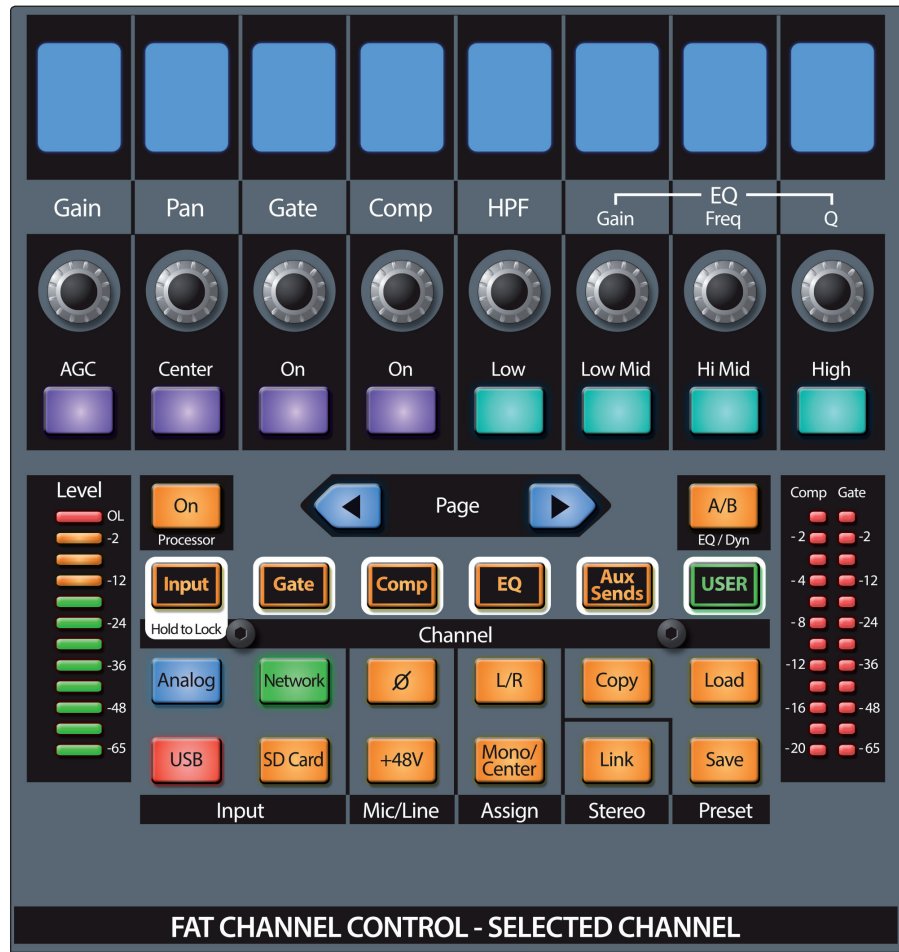 Gain Pan Gate Comp HPF EQ
Gain Freq Q
AGC Center On On Low Low Mid Hi Mid High
Level
OL
-2
-12
-24
-36
-48
-65
On
Processor
Page
A/B
EQ / Dyn
Input Gate Comp EQ Aux Sends USER
Hold to Lock
Channel
Analog Network Ø L/R Copy Load
USB SD Card +48V Mono/Center Link Save
Input Mic/Line Assign Stereo Preset
Comp Gate
-2 -2
-4 -12
-8 -24
-12 -36
-16 -48
-20 -65
FAT CHANNEL CONTROL - SELECTED CHANNEL